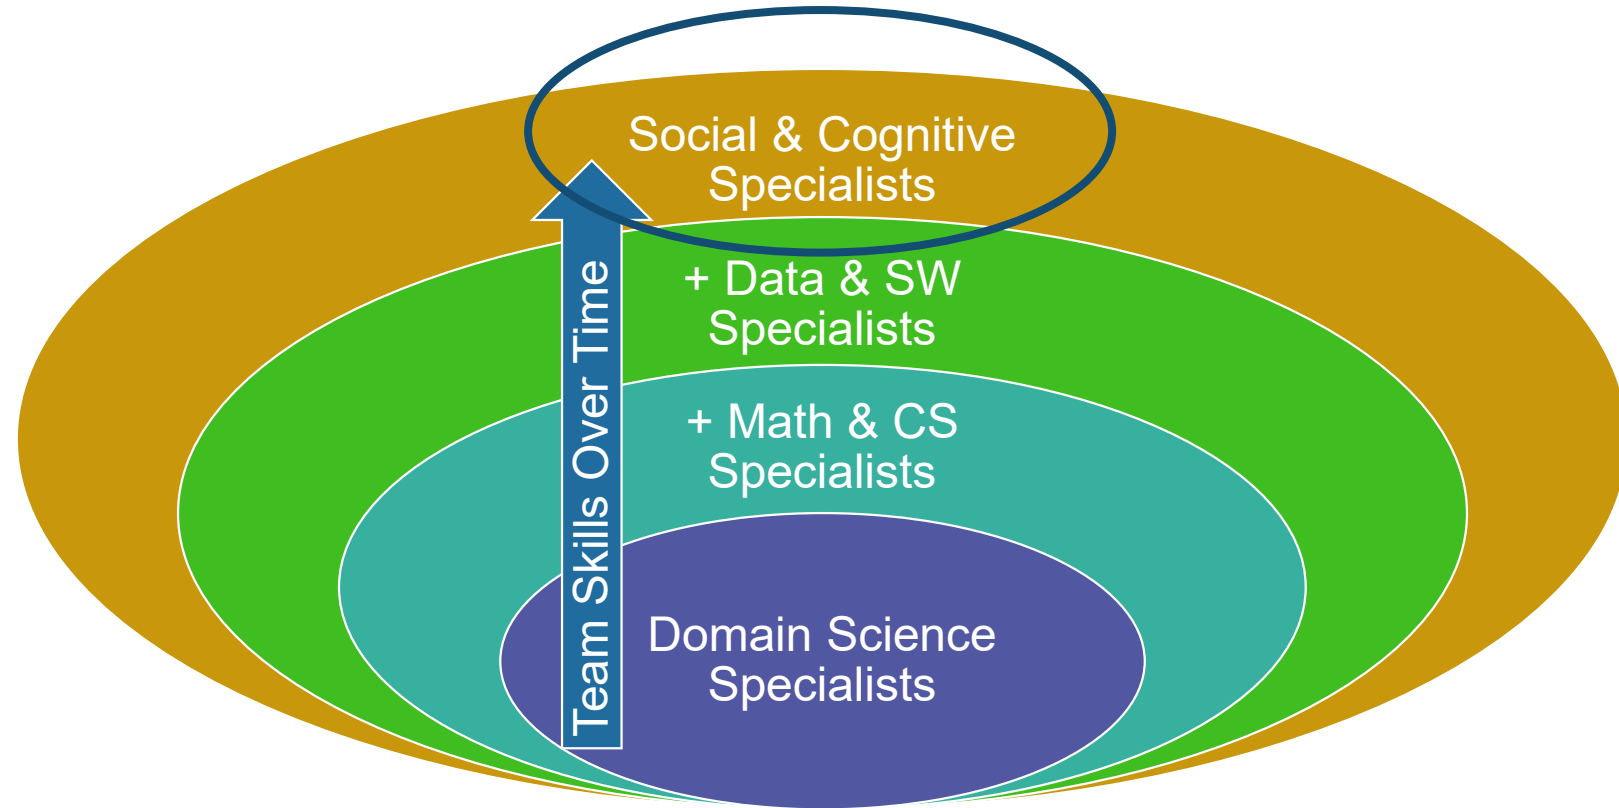 Social & Cognitive
Specialists
+ Data & SW
Specialists
+ Math & CS
Specialists
Domain Science
Specialists
Team Skills Over Time